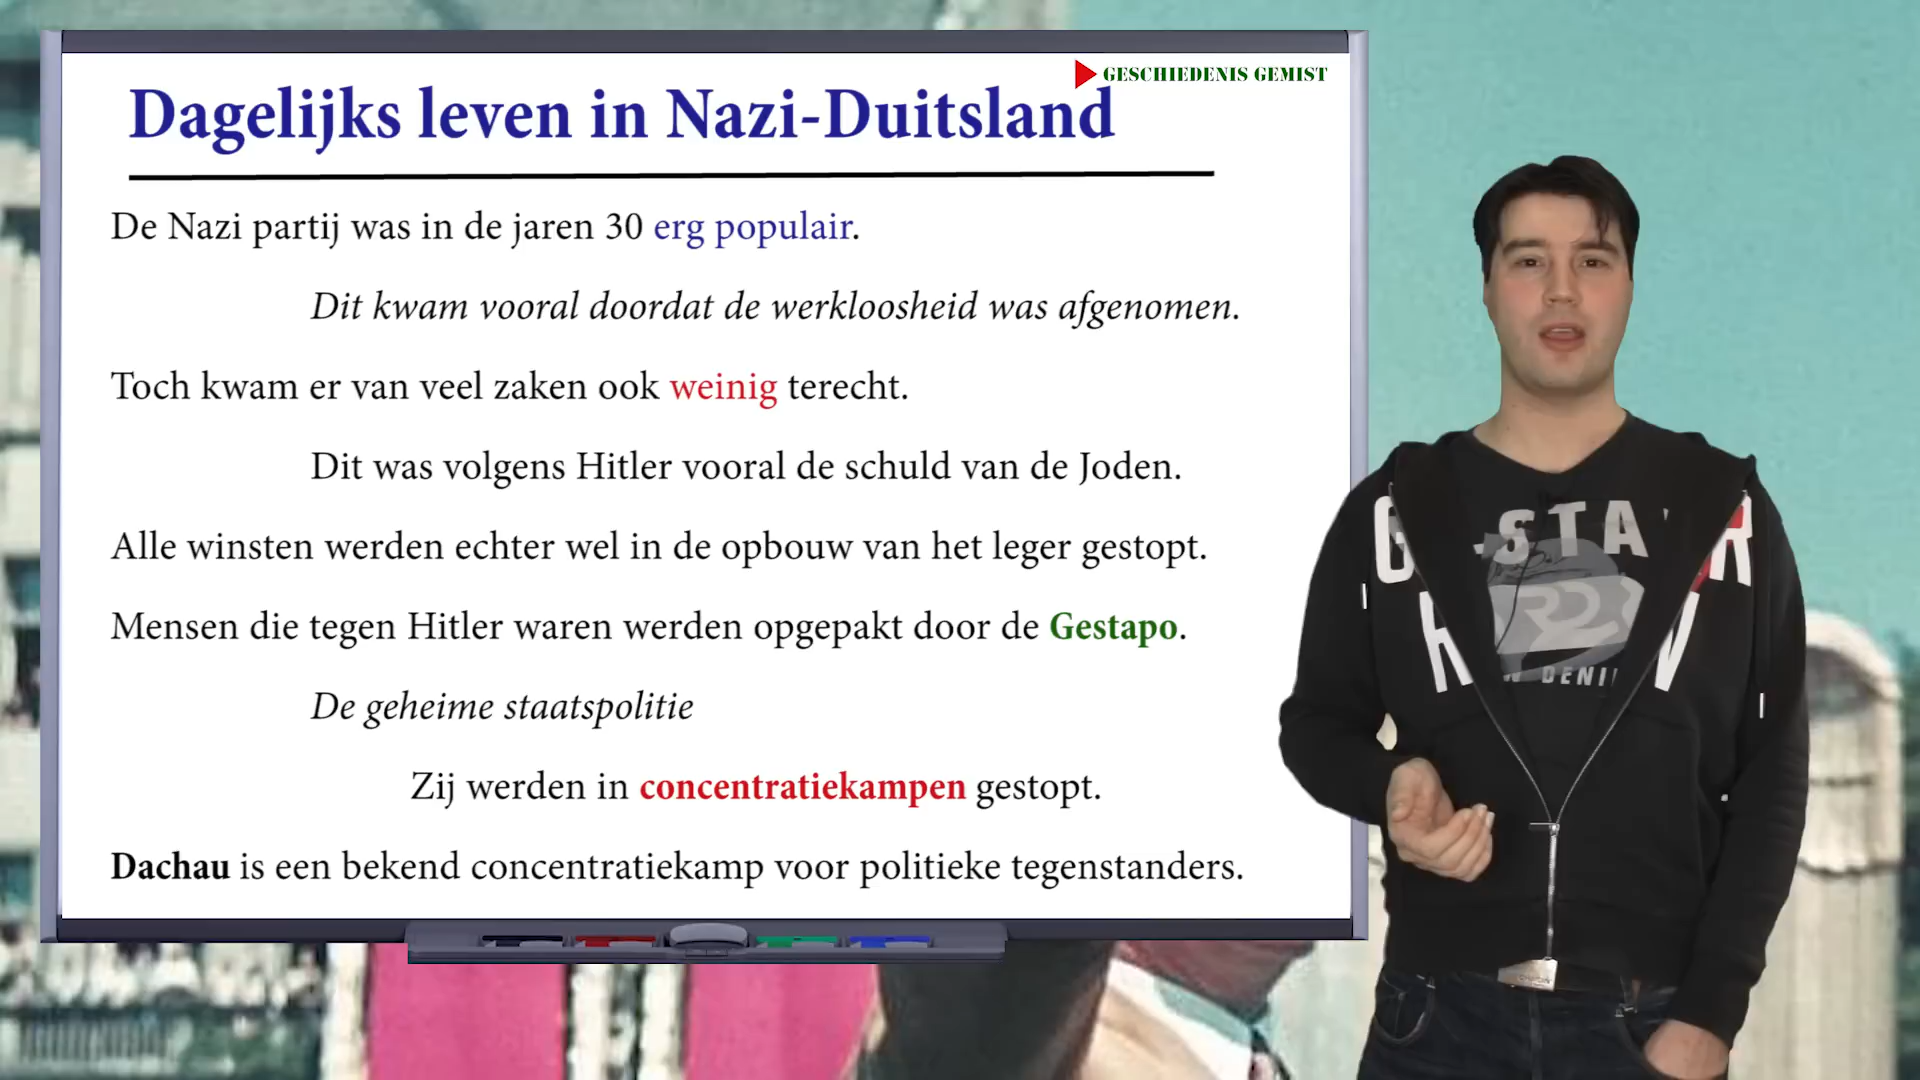 GESCHIEDENIS GEMIST
Dagelijks leven in Nazi-Duitsland
De Nazi partij was in de jaren 30 erg populair.
Dit kwam vooral doordat de werkloosheid was afgenomen.
Toch kwam er van veel zaken ook weinig terecht.
Dit was volgens Hitler vooral de schuld van de Joden.
Alle winsten werden echter wel in de opbouw van het leger gestopt.
Mensen die tegen Hitler waren werden opgepakt door de Gestapo.
De geheime staatspolitie
Zij werden in concentratiekampen gestopt.
Dachau is een bekend concentratiekamp voor politieke tegenstanders.